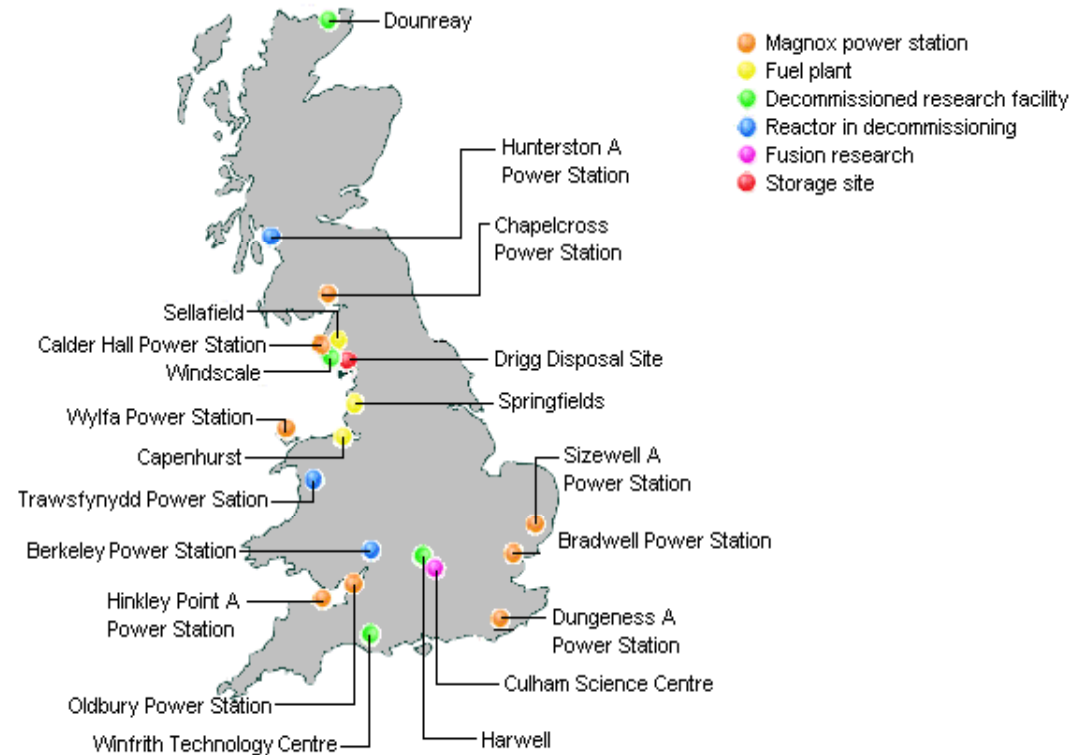 Dounreay
Magnox power station
Fuel plant
Decommissioned research facility
Reactor in decommissioning
Fusion research
Storage site
Hunterston A
Power Station
Chapelcross
Power Station
Sellafield
Calder Hall Power Station
Windscale
Drigg Disposal Site
Springfields
Wylfa Power Station
Capenhurst
Sizewell A
Power Station
Trawsfynydd Power Sation
Bradwell Power Station
Berkeley Power Station
Hinkley Point A
Power Station
Dungeness A
Power Station
Culham Science Centre
Oldbury Power Station
Harwell
Winfrith Technology Centre